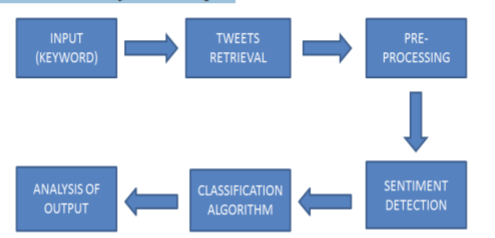 INPUT
(KEYWORD)
TWEETS
RETRIEVAL
PRE-
PROCESSING
SENTIMENT
DETECTION
CLASSIFICATION
ALGORITHM
ANALYSIS OF
OUTPUT